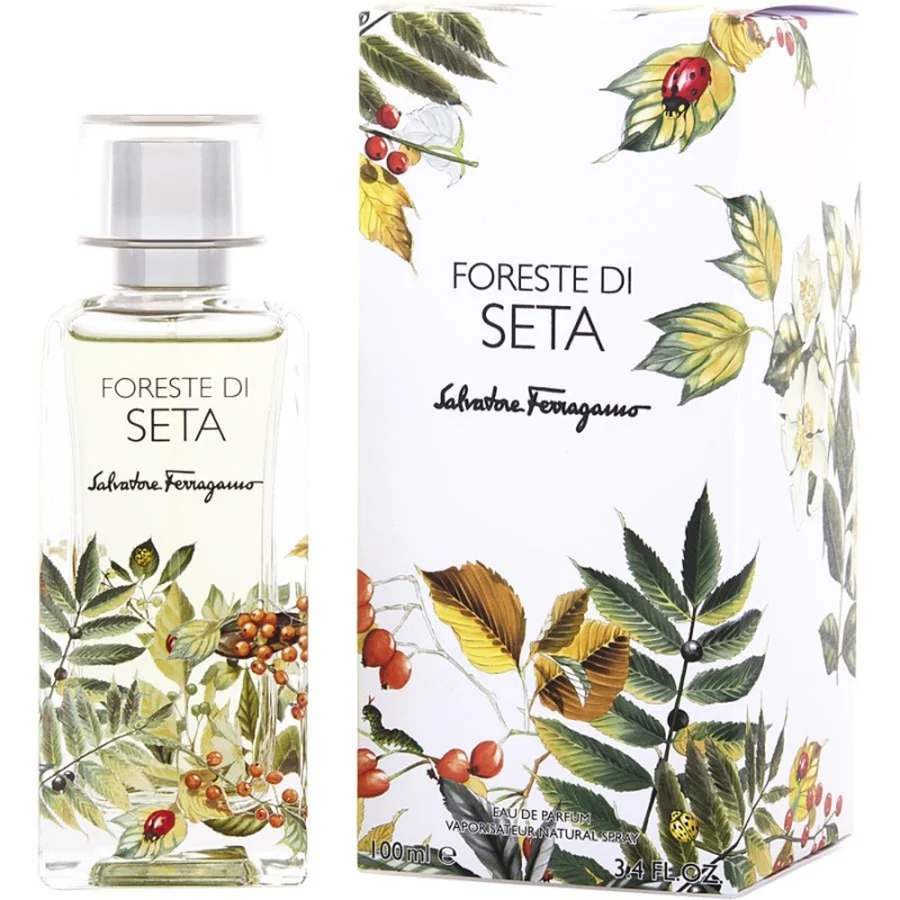 FORESTE DI
SETA
Salvatore Ferragamo
FORESTE DI
SETA
Salvatore Ferragamo
EAU DE PARFUM
VAPORISATEUR NATURAL SPRAY
100ml e
3.4 FL.OZ.